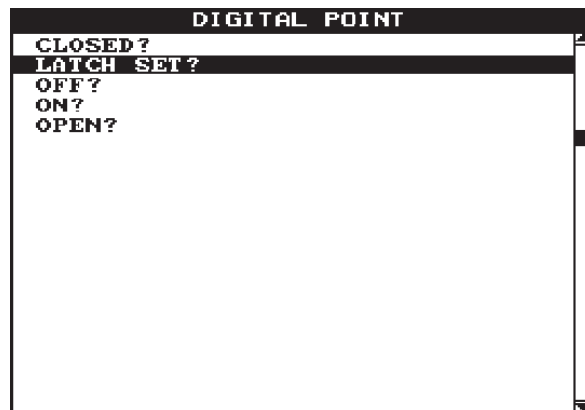 DIGITAL POINT
CLOSED?
LATCH SET?
OFF?
ON?
OPEN?